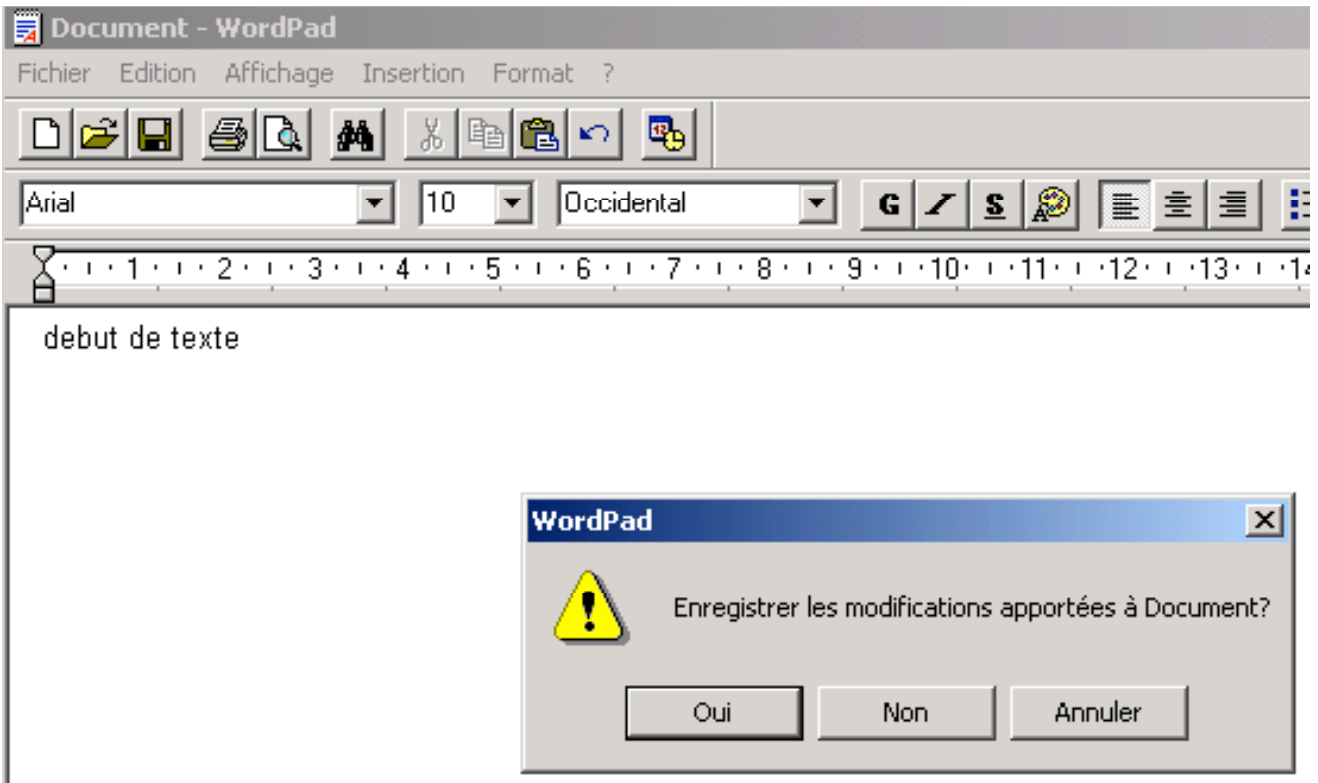 Document - WordPad
Fichier Edition Affichage Insertion Format ?
Arial 10 Occidental G I S
1 2 3 4 5 6 7 8 9 10 11 12 13 14
debut de texte
WordPad
Enregistrer les modifications apportées à Document?
Oui Non Annuler